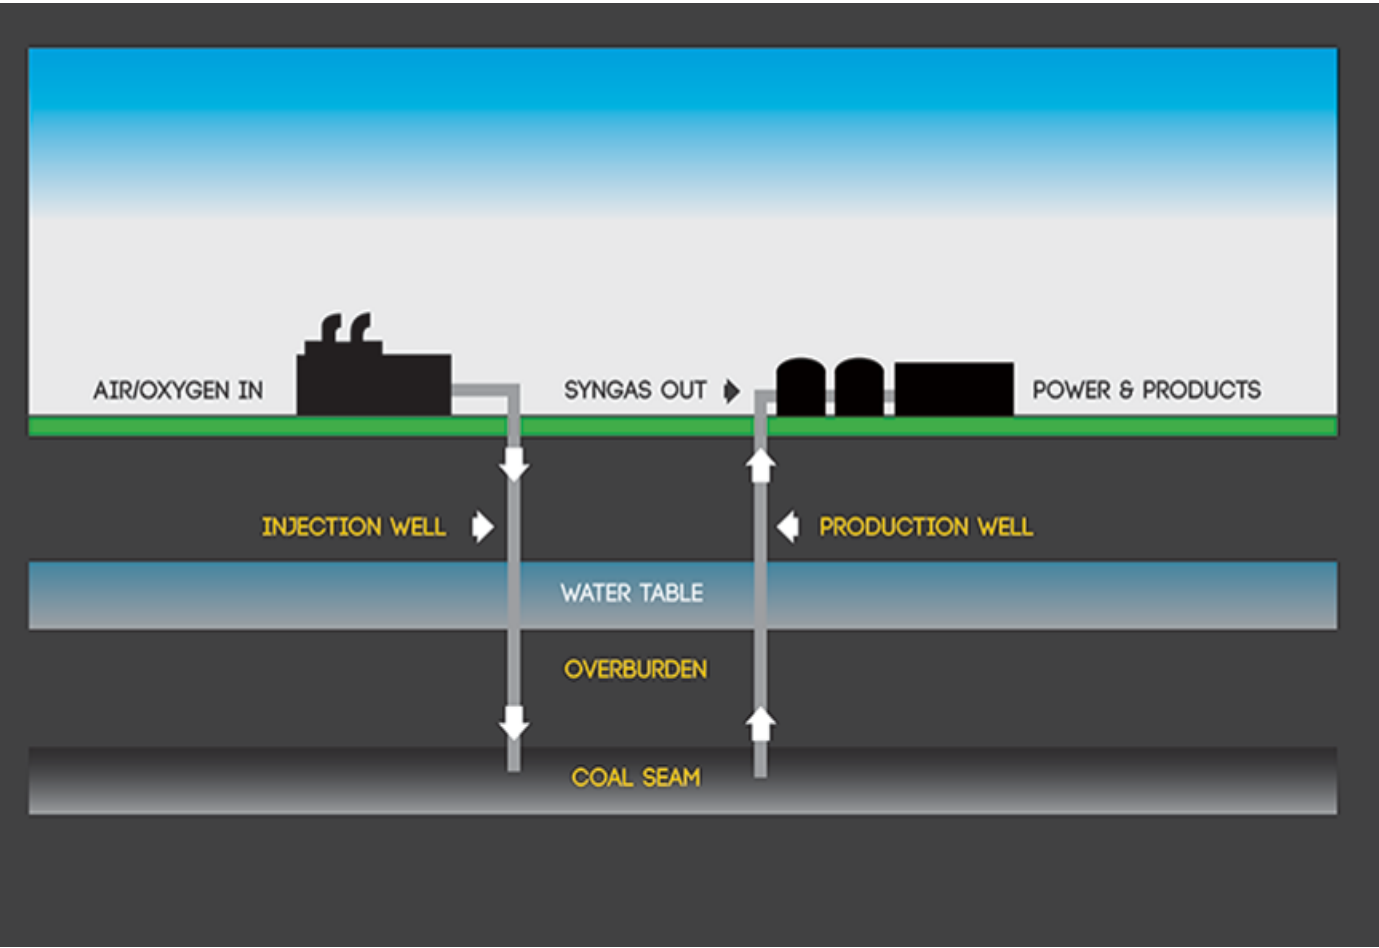 AIR/OXYGEN IN
SYNGAS OUT
POWER & PRODUCTS
INJECTION WELL
PRODUCTION WELL
WATER TABLE
OVERBURDEN
COAL SEAM